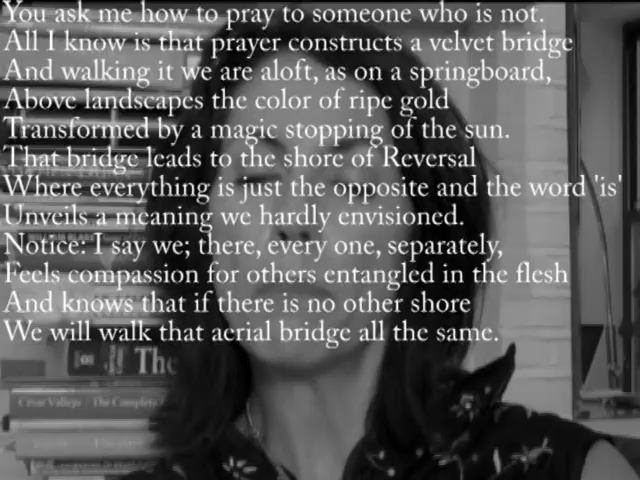 You ask me how to pray to someone who is not.
All I know is that prayer constructs a velvet bridge
And walking it we are aloft, as on a springboard,
Above landscapes the color of ripe gold
Transformed by a magic stopping of the sun.
That bridge leads to the shore of Reversal
Where everything is just the opposite and the word 'is'
Unveils a meaning we hardly envisioned.
Notice: I say we; there, every one, separately,
Feels compassion for others entangled in the flesh
And knows that if there is no other shore
We will walk that aerial bridge all the same.
The
César Vallejo The Complete